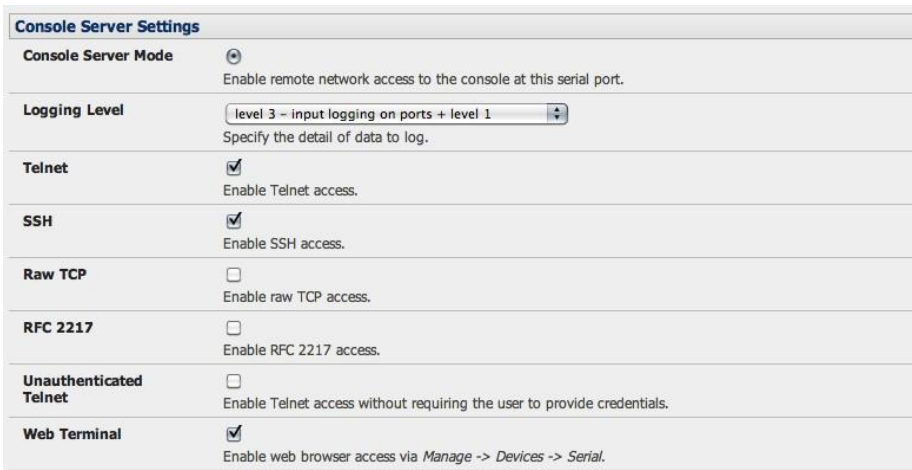 Console Server Settings
Console Server Mode
Enable remote network access to the console at this serial port.
Logging Level
level 3 – input logging on ports + level 1
Specify the detail of data to log.
Telnet
Enable Telnet access.
SSH
Enable SSH access.
Raw TCP
Enable raw TCP access.
RFC 2217
Enable RFC 2217 access.
Unauthenticated
Telnet
Enable Telnet access without requiring the user to provide credentials.
Web Terminal
Enable web browser access via Manage -> Devices -> Serial.